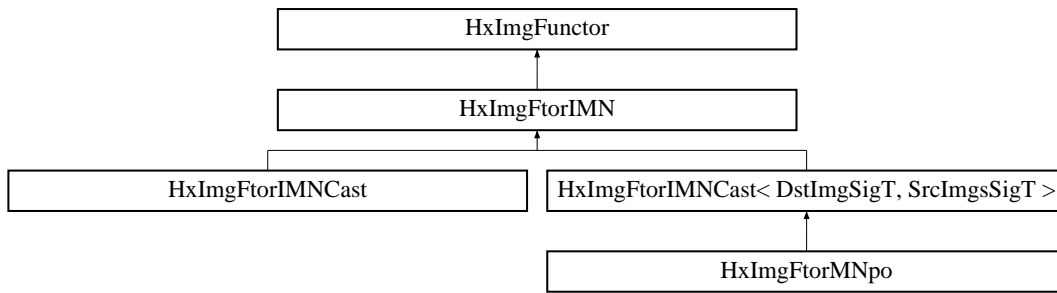 HxImgFunctor
HxImgFtorIMN
HxImgFtorIMNCast
HxImgFtorIMNCast< DstImgSigT, SrcImgsSigT >
HxImgFtorMNpo